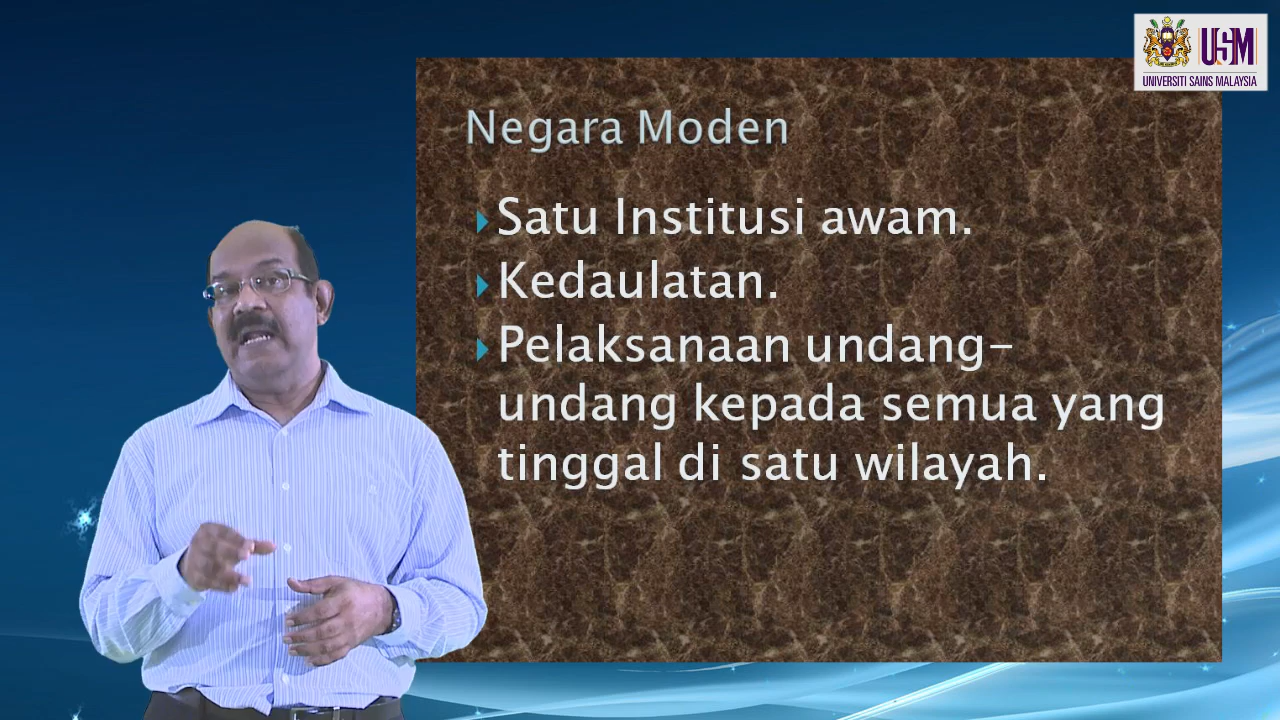 USM
UNIVERSITI SAINS MALAYSIA
Negara Moden
Satu Institusi awam.
Kedaulatan.
Pelaksanaan undang-
undang kepada semua yang
tinggal di satu wilayah.